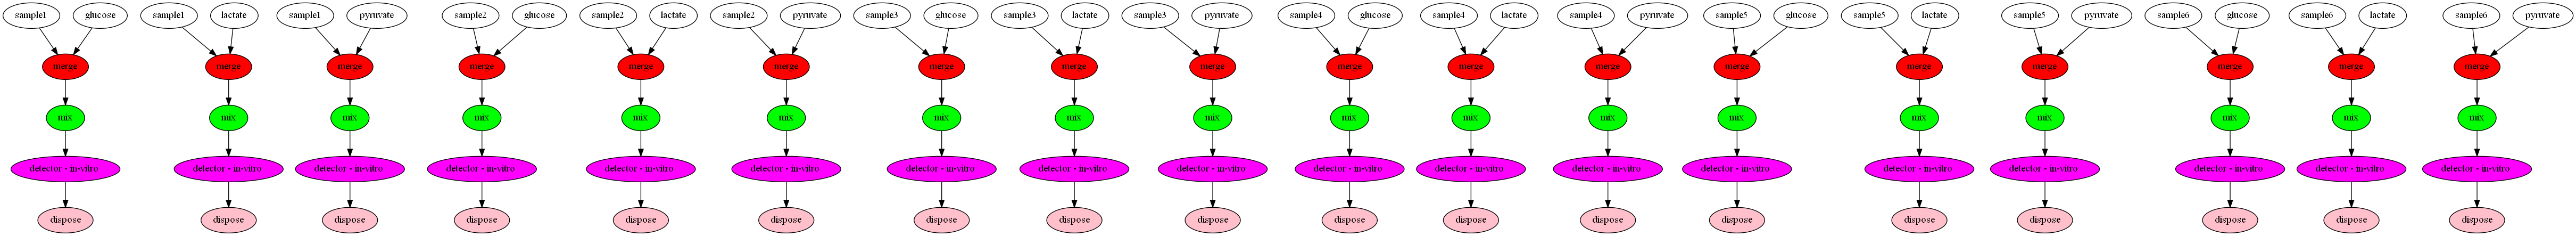 sample1 glucose sample1 lactate sample1 pyruvate sample2 glucose sample2 lactate sample2 pyruvate sample3 glucose sample3 lactate sample3 pyruvate sample4 glucose sample4 lactate sample4 pyruvate sample5 glucose sample5 lactate sample5 pyruvate sample6 glucose sample6 lactate sample6 pyruvate
merge merge merge merge merge merge merge merge merge merge merge merge merge merge merge merge merge merge
mix mix mix mix mix mix mix mix mix mix mix mix mix mix mix mix mix mix
detector - in-vitro detector - in-vitro detector - in-vitro detector - in-vitro detector - in-vitro detector - in-vitro detector - in-vitro detector - in-vitro detector - in-vitro detector - in-vitro detector - in-vitro detector - in-vitro detector - in-vitro detector - in-vitro detector - in-vitro detector - in-vitro detector - in-vitro detector - in-vitro
dispose dispose dispose dispose dispose dispose dispose dispose dispose dispose dispose dispose dispose dispose dispose dispose dispose dispose